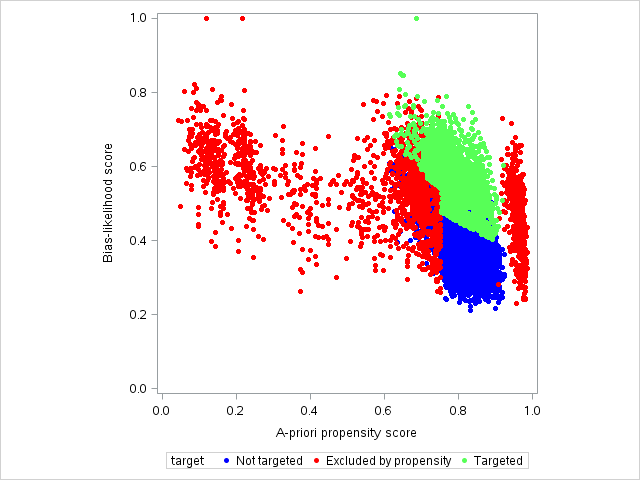 1.0
0.8
0.6
0.4
0.2
0.0
Bias-likelihood score
0.0 0.2 0.4 0.6 0.8 1.0
A-priori propensity score
target Not targeted Excluded by propensity Targeted